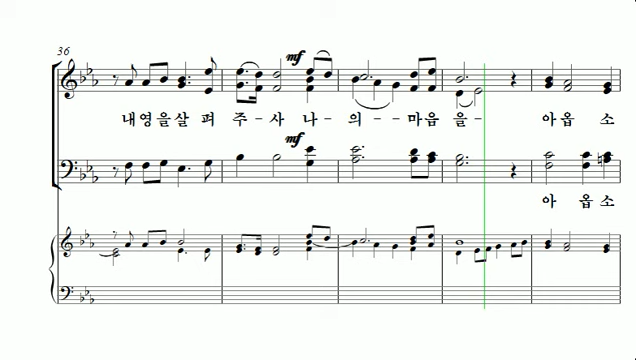 36
mf
내 영을살 펴 주-사 나-의--마음 을- 아 옵 소
mf
아 옵 소